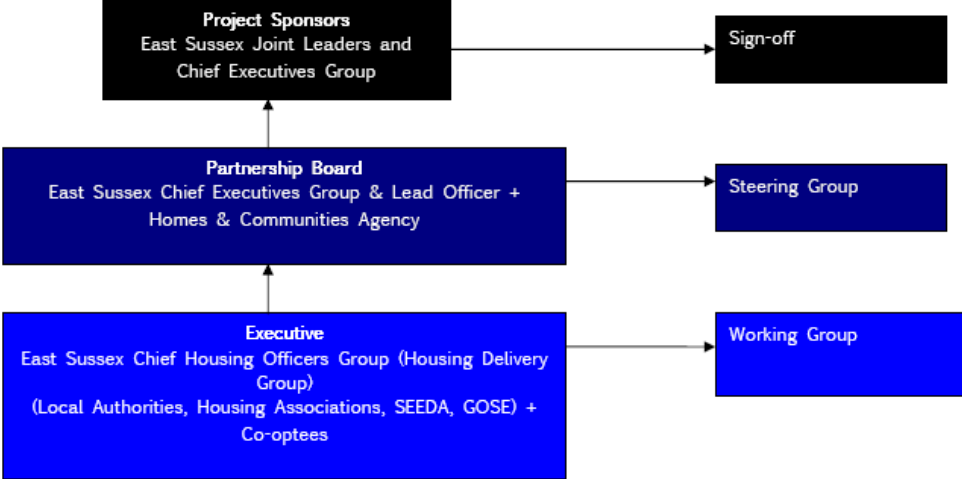 Project Sponsors
East Sussex Joint Leaders and
Chief Executives Group
Sign-off
Partnership Board
East Sussex Chief Executives Group & Lead Officer +
Homes & Communities Agency
Steering Group
Executive
East Sussex Chief Housing Officers Group (Housing Delivery
Group)
(Local Authorities, Housing Associations, SEEDA, GOSE) +
Co-optees
Working Group